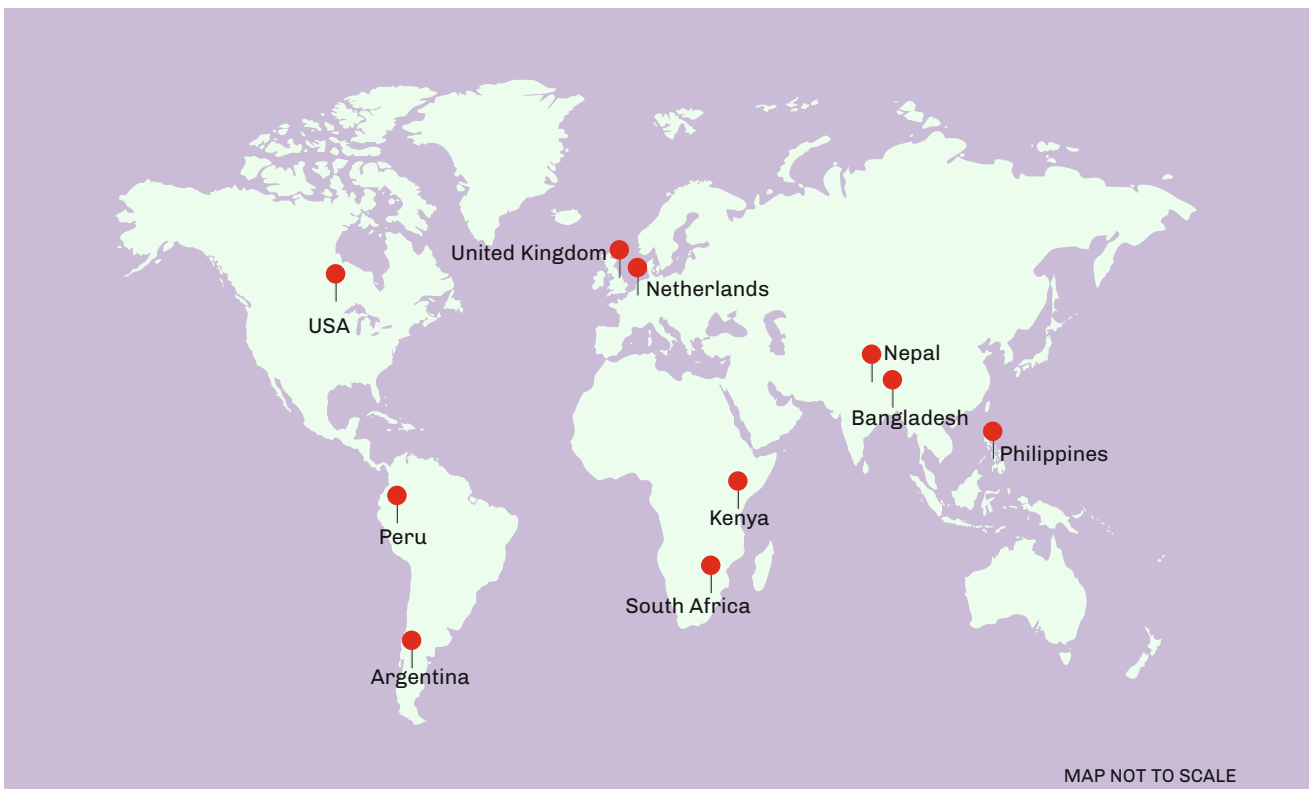 United Kingdom
Netherlands
USA
Nepal
Bangladesh
Philippines
Kenya
Peru
South Africa
Argentina
MAP NOT TO SCALE